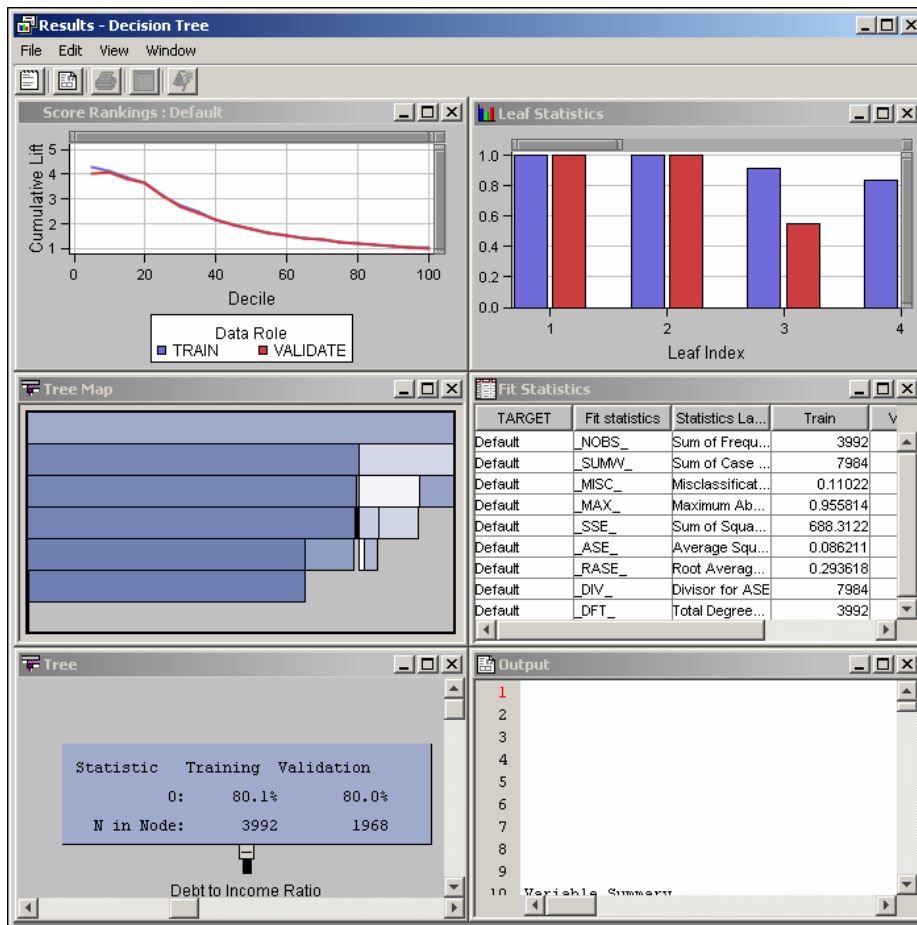 Results - Decision Tree
File Edit View Window
Score Rankings : Default
Cumulative Lift
5
4
3
2
1
0 20 40 60 80 100
Decile
Data Role
TRAIN VALIDATE
Leaf Statistics
1.0
0.8
0.6
0.4
0.2
0.0
1 2 3 4
Leaf Index
Tree Map
Fit Statistics
TARGET Fit statistics Statistics La... Train V
Default _NOBS_ Sum of Frequ... 3992
Default _SUMW_ Sum of Case ... 7984
Default _MISC_ Misclassificat... 0.11022
Default _MAX_ Maximum Ab... 0.955814
Default _SSE_ Sum of Squa... 688.3122
Default _ASE_ Average Squ... 0.086211
Default _RASE_ Root Averag... 0.293618
Default _DIV_ Divisor for ASE 7984
Default _DFT_ Total Degree... 3992
Tree
Statistic Training Validation
0: 80.1% 80.0%
N in Node: 3992 1968
Debt to Income Ratio
Output
1
2
3
4
5
6
7
8
9
10 Variable Summary